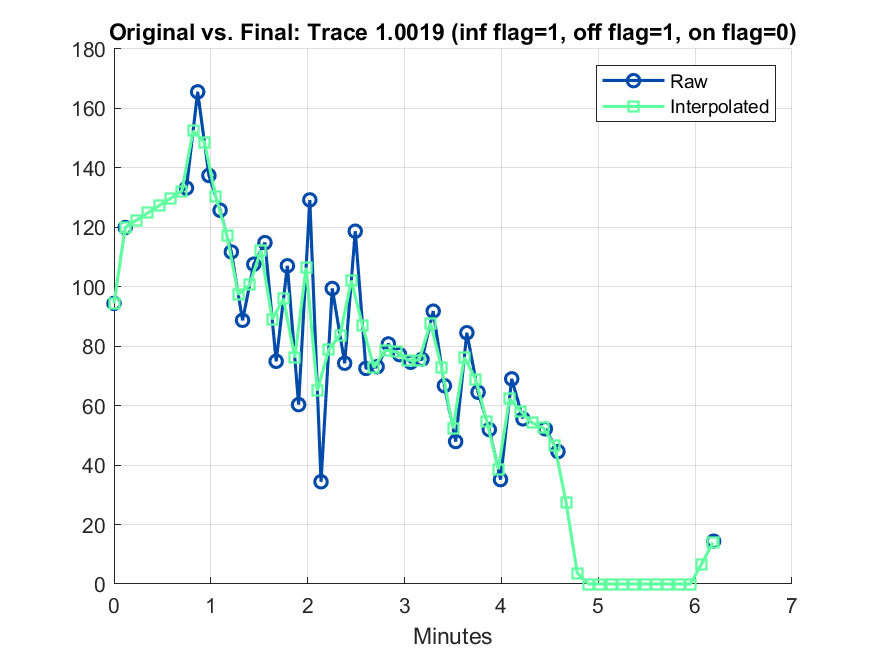 Original vs. Final: Trace 1.0019 (inf flag=1, off flag=1, on flag=0)
180
160
140
120
100
80
60
40
20
0
Raw
Interpolated
0 1 2 3 4 5 6 7
Minutes